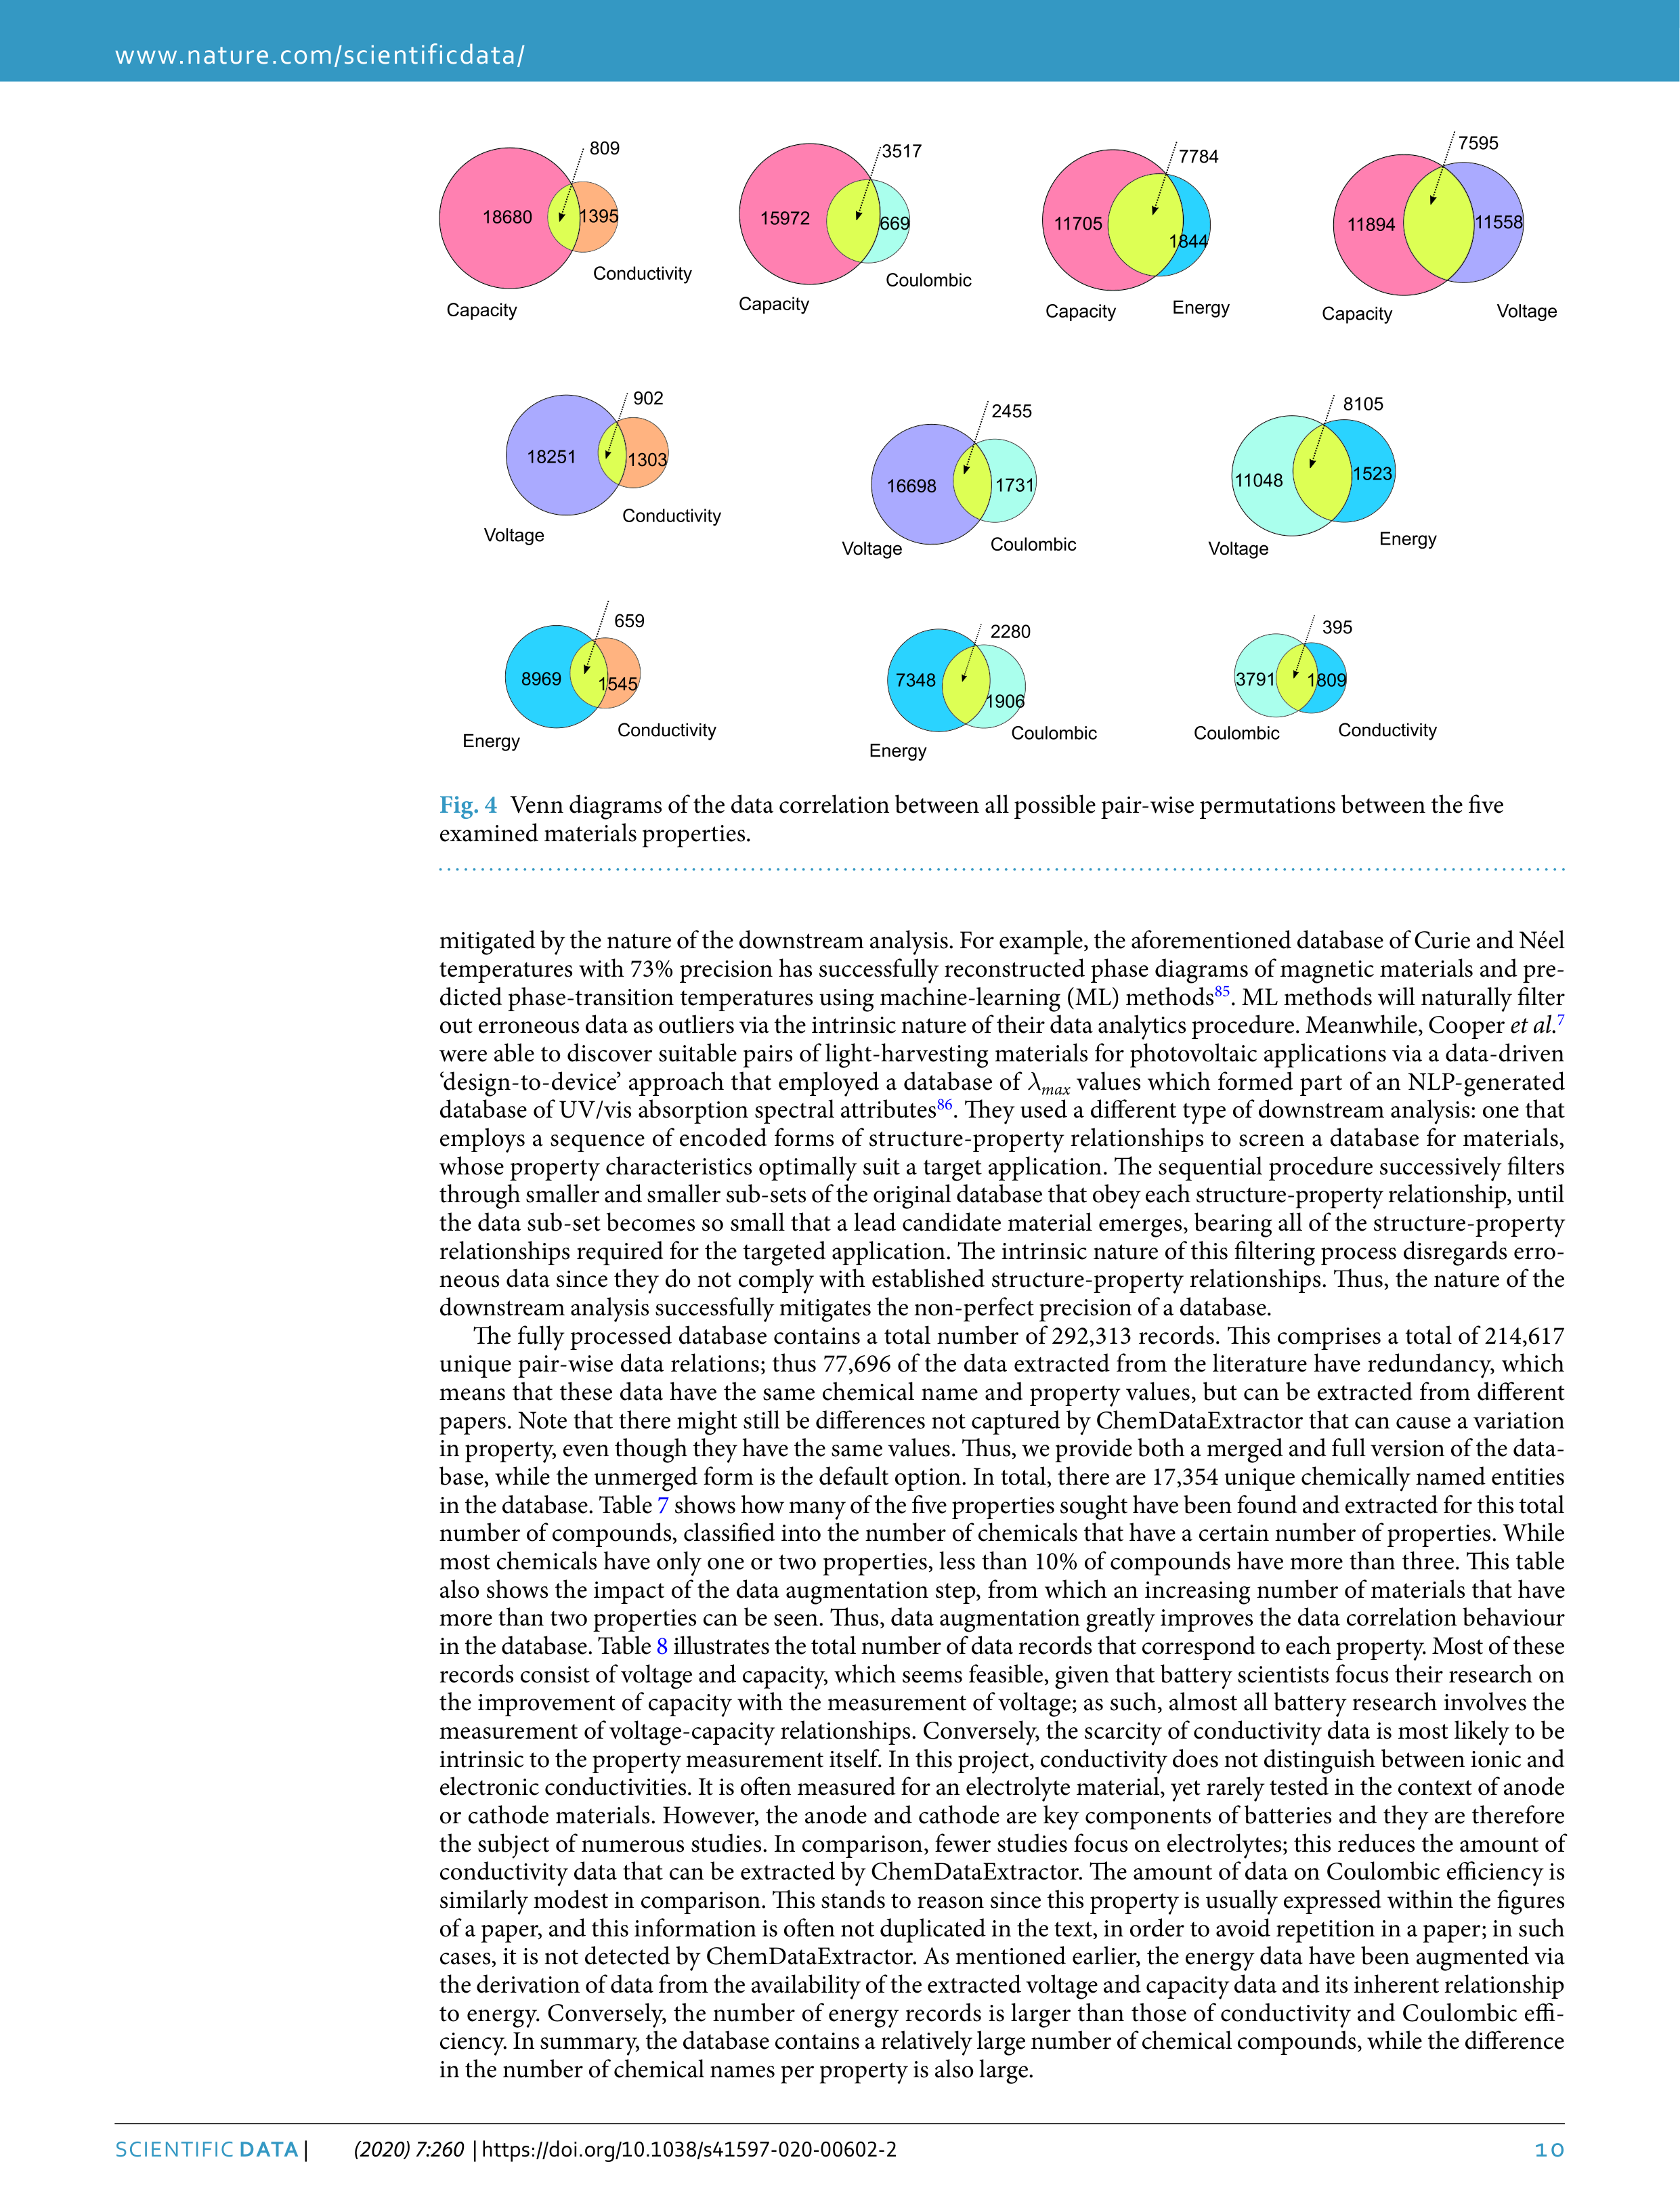 www.nature.com/scientificdata/
809
18680
1395
Conductivity
Capacity
3517
15972
669
Coulombic
Capacity
7784
11705
1844
Capacity
Energy
7595
11894
11558
Capacity
Voltage
902
18251
1303
Conductivity
Voltage
2455
16698
1731
Voltage
Coulombic
8105
11048
1523
Voltage
Energy
659
8969
1545
Conductivity
Energy
2280
7348
1906
Coulombic
Energy
395
3791
1809
Coulombic
Conductivity
Fig. 4 Venn diagrams of the data correlation between all possible pair-wise permutations between the five
examined materials properties.
mitigated by the nature of the downstream analysis. For example, the aforementioned database of Curie and Néel
temperatures with 73% precision has successfully reconstructed phase diagrams of magnetic materials and pre-
dicted phase-transition temperatures using machine-learning (ML) methods85. ML methods will naturally filter
out erroneous data as outliers via the intrinsic nature of their data analytics procedure. Meanwhile, Cooper et al.7
were able to discover suitable pairs of light-harvesting materials for photovoltaic applications via a data-driven
‘design-to-device’ approach that employed a database of λmax values which formed part of an NLP-generated
database of UV/vis absorption spectral attributes86. They used a different type of downstream analysis: one that
employs a sequence of encoded forms of structure-property relationships to screen a database for materials,
whose property characteristics optimally suit a target application. The sequential procedure successively filters
through smaller and smaller sub-sets of the original database that obey each structure-property relationship, until
the data sub-set becomes so small that a lead candidate material emerges, bearing all of the structure-property
relationships required for the targeted application. The intrinsic nature of this filtering process disregards erro-
neous data since they do not comply with established structure-property relationships. Thus, the nature of the
downstream analysis successfully mitigates the non-perfect precision of a database.
The fully processed database contains a total number of 292,313 records. This comprises a total of 214,617
unique pair-wise data relations; thus 77,696 of the data extracted from the literature have redundancy, which
means that these data have the same chemical name and property values, but can be extracted from different
papers. Note that there might still be differences not captured by ChemDataExtractor that can cause a variation
in property, even though they have the same values. Thus, we provide both a merged and full version of the data-
base, while the unmerged form is the default option. In total, there are 17,354 unique chemically named entities
in the database. Table 7 shows how many of the five properties sought have been found and extracted for this total
number of compounds, classified into the number of chemicals that have a certain number of properties. While
most chemicals have only one or two properties, less than 10% of compounds have more than three. This table
also shows the impact of the data augmentation step, from which an increasing number of materials that have
more than two properties can be seen. Thus, data augmentation greatly improves the data correlation behaviour
in the database. Table 8 illustrates the total number of data records that correspond to each property. Most of these
records consist of voltage and capacity, which seems feasible, given that battery scientists focus their research on
the improvement of capacity with the measurement of voltage; as such, almost all battery research involves the
measurement of voltage-capacity relationships. Conversely, the scarcity of conductivity data is most likely to be
intrinsic to the property measurement itself. In this project, conductivity does not distinguish between ionic and
electronic conductivities. It is often measured for an electrolyte material, yet rarely tested in the context of anode
or cathode materials. However, the anode and cathode are key components of batteries and they are therefore
the subject of numerous studies. In comparison, fewer studies focus on electrolytes; this reduces the amount of
conductivity data that can be extracted by ChemDataExtractor. The amount of data on Coulombic efficiency is
similarly modest in comparison. This stands to reason since this property is usually expressed within the figures
of a paper, and this information is often not duplicated in the text, in order to avoid repetition in a paper; in such
cases, it is not detected by ChemDataExtractor. As mentioned earlier, the energy data have been augmented via
the derivation of data from the availability of the extracted voltage and capacity data and its inherent relationship
to energy. Conversely, the number of energy records is larger than those of conductivity and Coulombic effi-
ciency. In summary, the database contains a relatively large number of chemical compounds, while the difference
in the number of chemical names per property is also large.
SCIENTIFIC DATA | (2020) 7:260 | https://doi.org/10.1038/s41597-020-00602-2 10